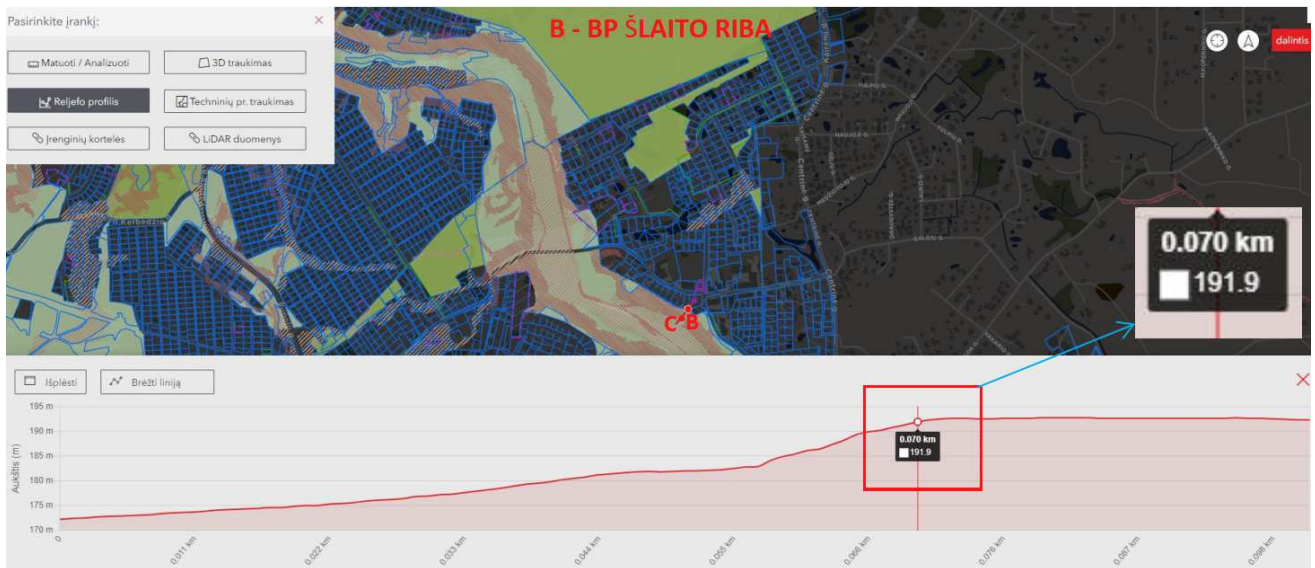 Pasirinkite įrankį:
Matuoti / Analizuoti
3D traukimas
Reljefo profilis
Techninių pr. traukimas
Įrenginių kortelės
LiDAR duomenys
B - BP ŠLAITO RIBA
dalintis
TULPIŲ G.
Centrinė g.
DRAUGYSTĖS G.
C
B
0.070 km
191.9
Išplėsti
Brėžti liniją
Aukštis (m)
195 m
190 m
185 m
180 m
175 m
170 m
0.070 km
191.9
0
0.011 km
0.022 km
0.033 km
0.044 km
0.055 km
0.066 km
0.076 km
0.087 km
0.098 km